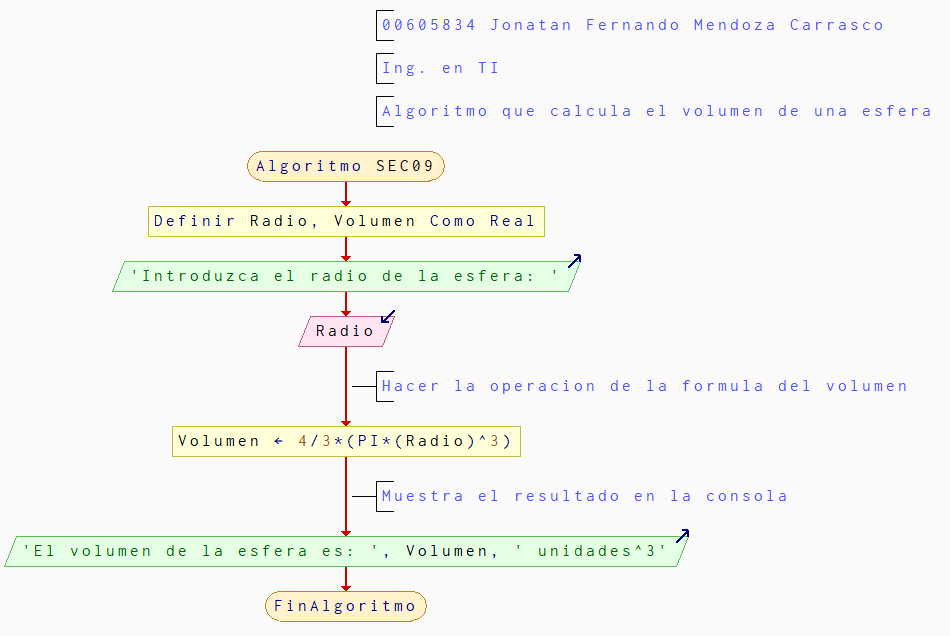 00605834 Jonatan Fernando Mendoza Carrasco
Ing. en TI
Algoritmo que calcula el volumen de una esfera
Algoritmo SEC09
Definir Radio, Volumen Como Real
'Introduzca el radio de la esfera: '
Radio
Hacer la operacion de la formula del volumen
Volumen ← 4/3*(PI*(Radio)^3)
Muestra el resultado en la consola
'El volumen de la esfera es: ', Volumen, ' unidades^3'
FinAlgoritmo